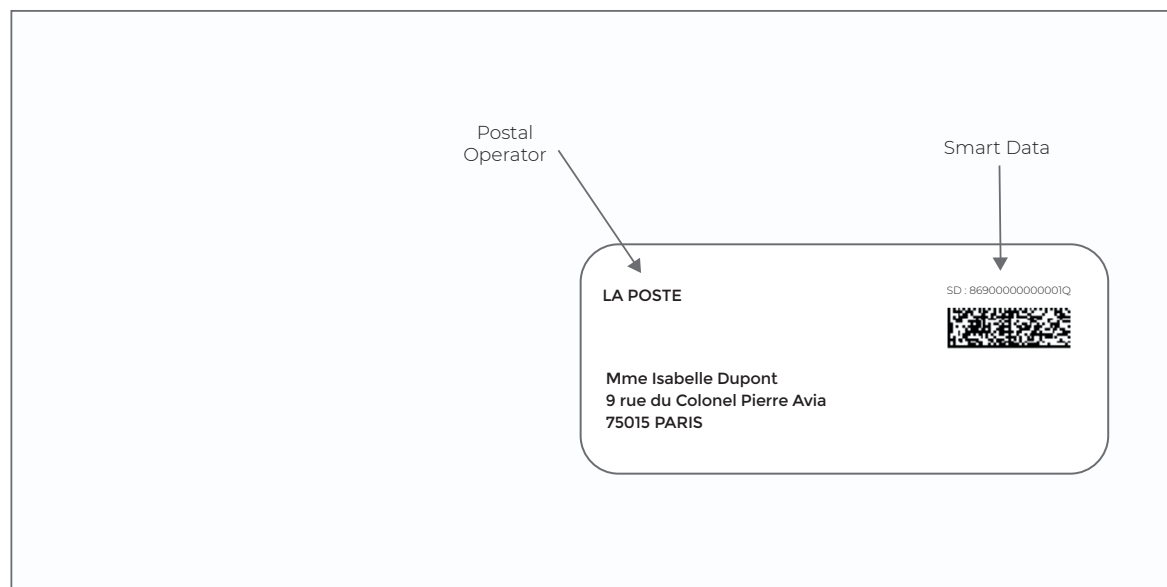 Postal
Operator
Smart Data
LA POSTE
SD : 86900000000001Q
Mme Isabelle Dupont
9 rue du Colonel Pierre Avia
75015 PARIS